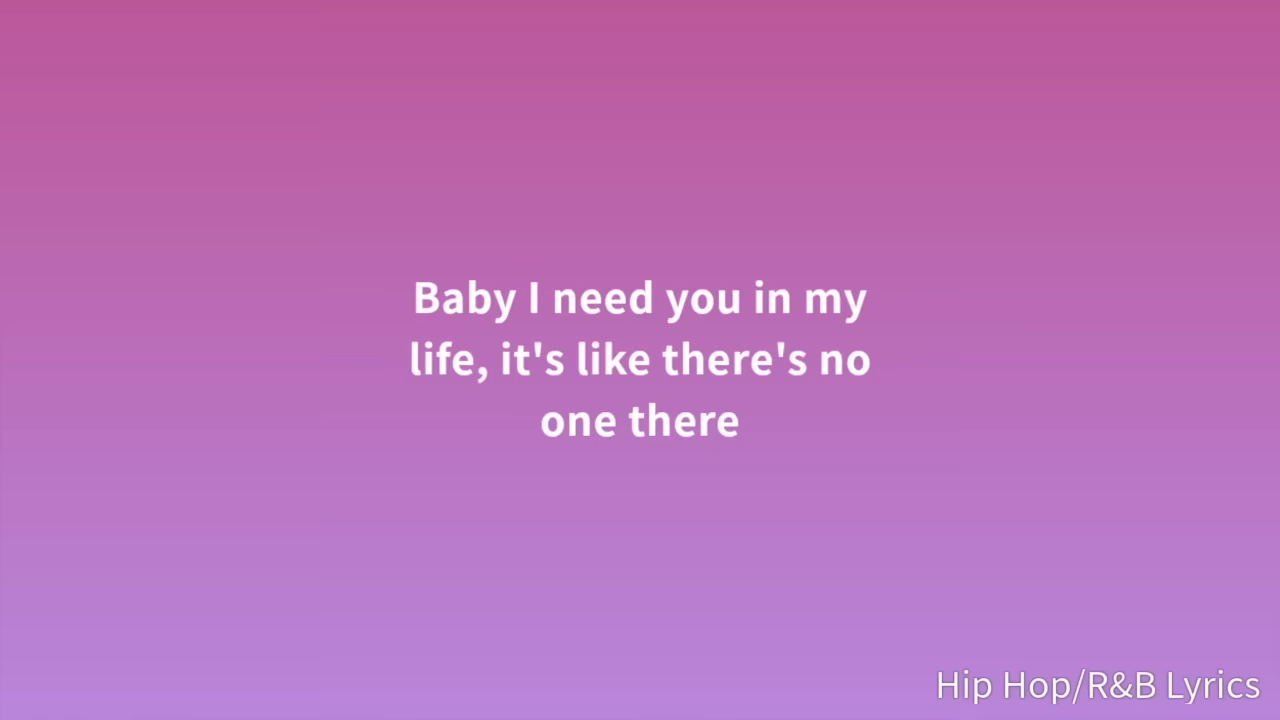 Baby I need you in my
life, it's like there's no
one there
Hip Hop/R&B Lyrics